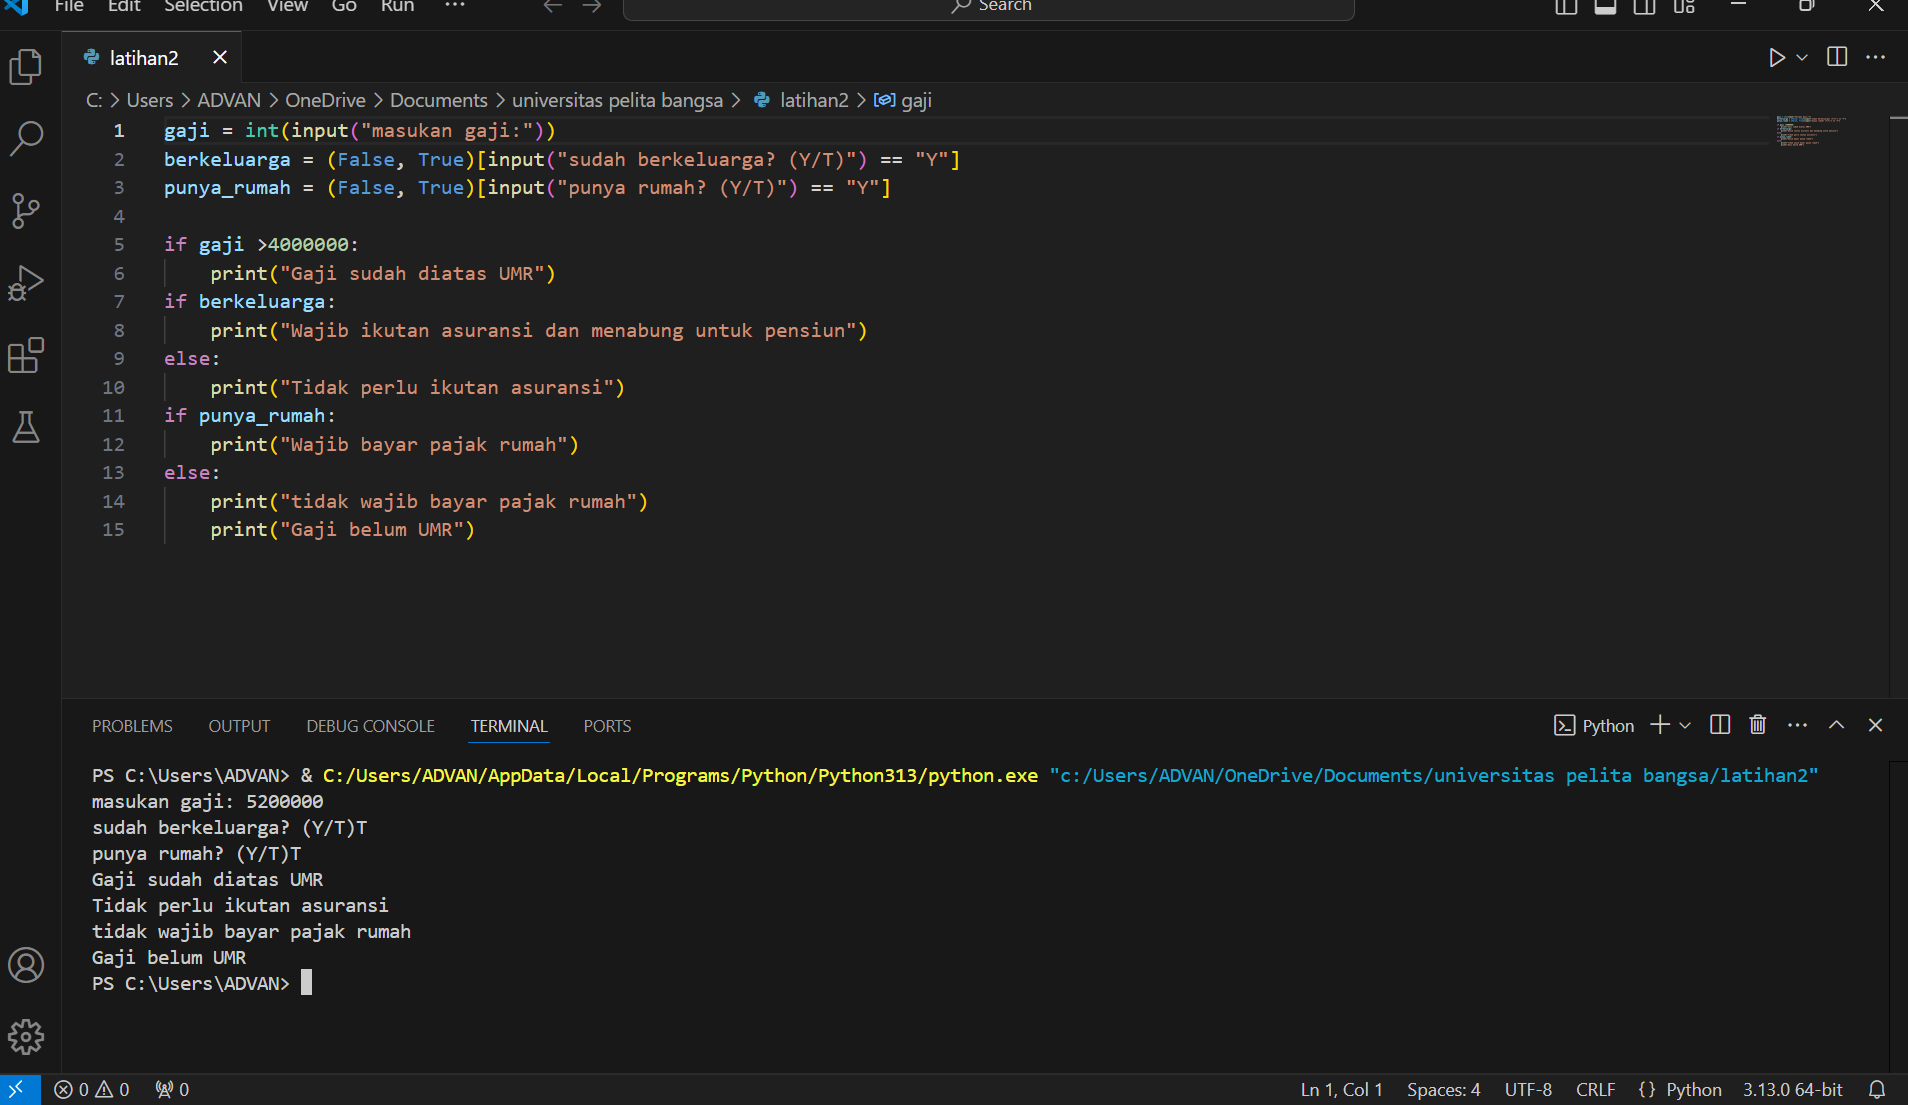 File Edit Selection View Go Run ··· Search
latihan2
C: > Users > ADVAN > OneDrive > Documents > universitas pelita bangsa > latihan2 > gaji
1 gaji = int(input("masukan gaji:"))
2 berkeluarga = (False, True)[input("sudah berkeluarga? (Y/T)") == "Y"]
3 punya_rumah = (False, True)[input("punya rumah? (Y/T)") == "Y"]
4
5 if gaji >4000000:
6     print("Gaji sudah diatas UMR")
7 if berkeluarga:
8     print("Wajib ikutan asuransi dan menabung untuk pensiun")
9 else:
10     print("Tidak perlu ikutan asuransi")
11 if punya_rumah:
12     print("Wajib bayar pajak rumah")
13 else:
14     print("tidak wajib bayar pajak rumah")
15     print("Gaji belum UMR")
PROBLEMS OUTPUT DEBUG CONSOLE TERMINAL PORTS Python
PS C:\Users\ADVAN> & C:/Users/ADVAN/AppData/Local/Programs/Python/Python313/python.exe "c:/Users/ADVAN/OneDrive/Documents/universitas pelita bangsa/latihan2"
masukan gaji: 5200000
sudah berkeluarga? (Y/T)T
punya rumah? (Y/T)T
Gaji sudah diatas UMR
Tidak perlu ikutan asuransi
tidak wajib bayar pajak rumah
Gaji belum UMR
PS C:\Users\ADVAN>
0 0 0 Ln 1, Col 1 Spaces: 4 UTF-8 CRLF {} Python 3.13.0 64-bit